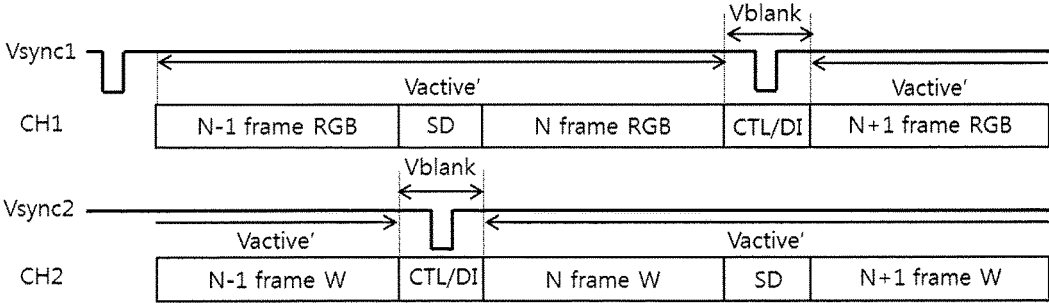 Vblank
Vsync1
Vactive' Vactive'
CH1 N-1 frame RGB SD N frame RGB CTL/DI N+1 frame RGB
Vblank
Vsync2
Vactive' Vactive'
CH2 N-1 frame W CTL/DI N frame W SD N+1 frame W